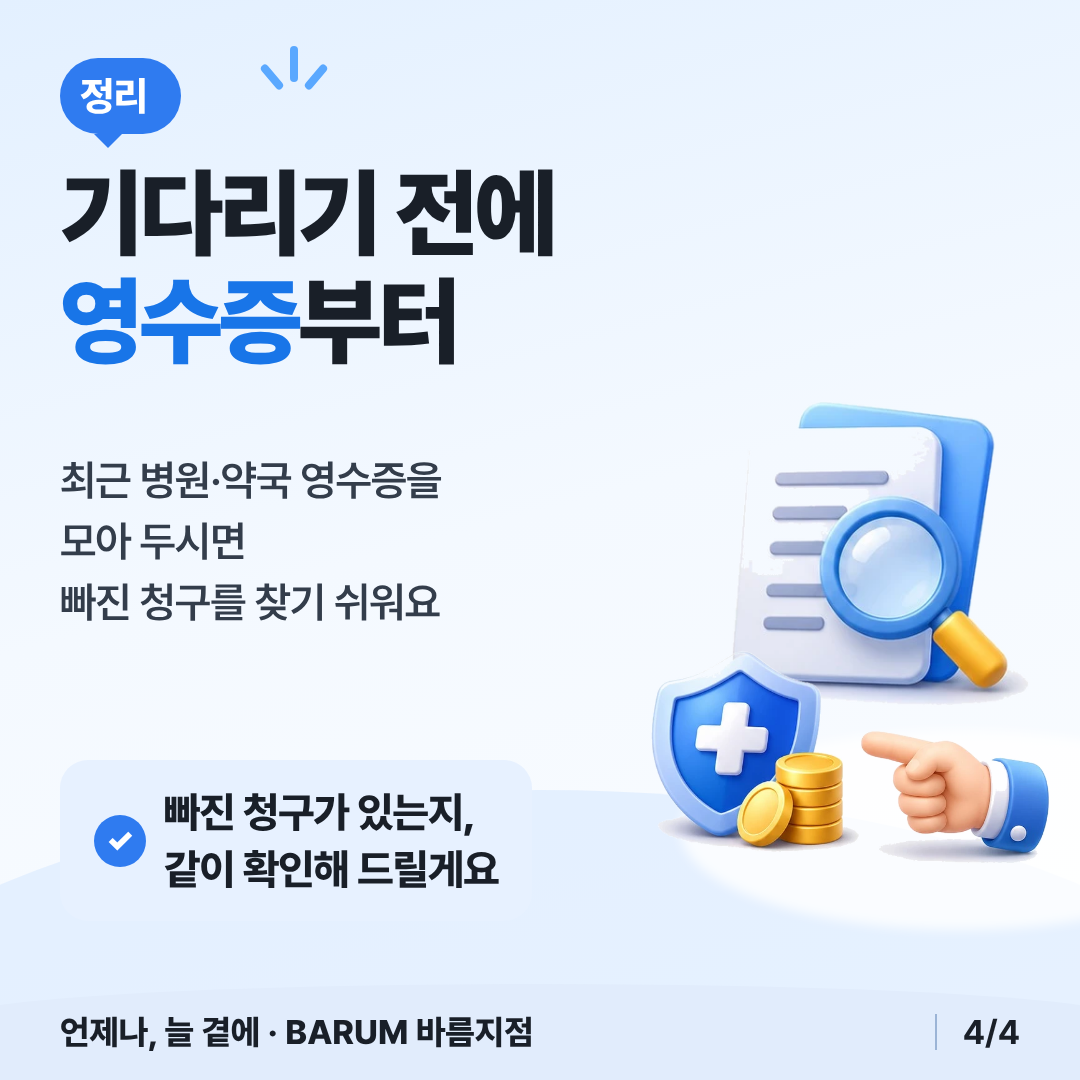 정리
기다리기 전에
영수증부터
최근 병원·약국 영수증을
모아 두시면
빠진 청구를 찾기 쉬워요
빠진 청구가 있는지,
같이 확인해 드릴게요
언제나, 늘 곁에 · BARUM 바름지점
4/4